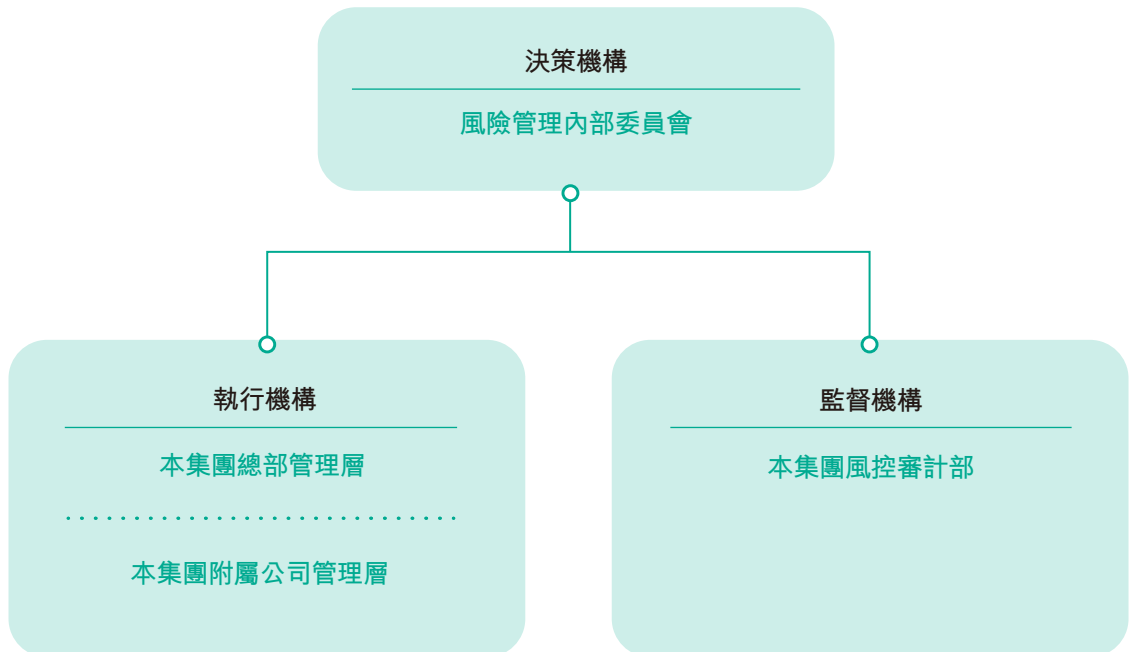 決策機構
風險管理內部委員會
執行機構
本集團總部管理層
本集團附屬公司管理層
監督機構
本集團風控審計部